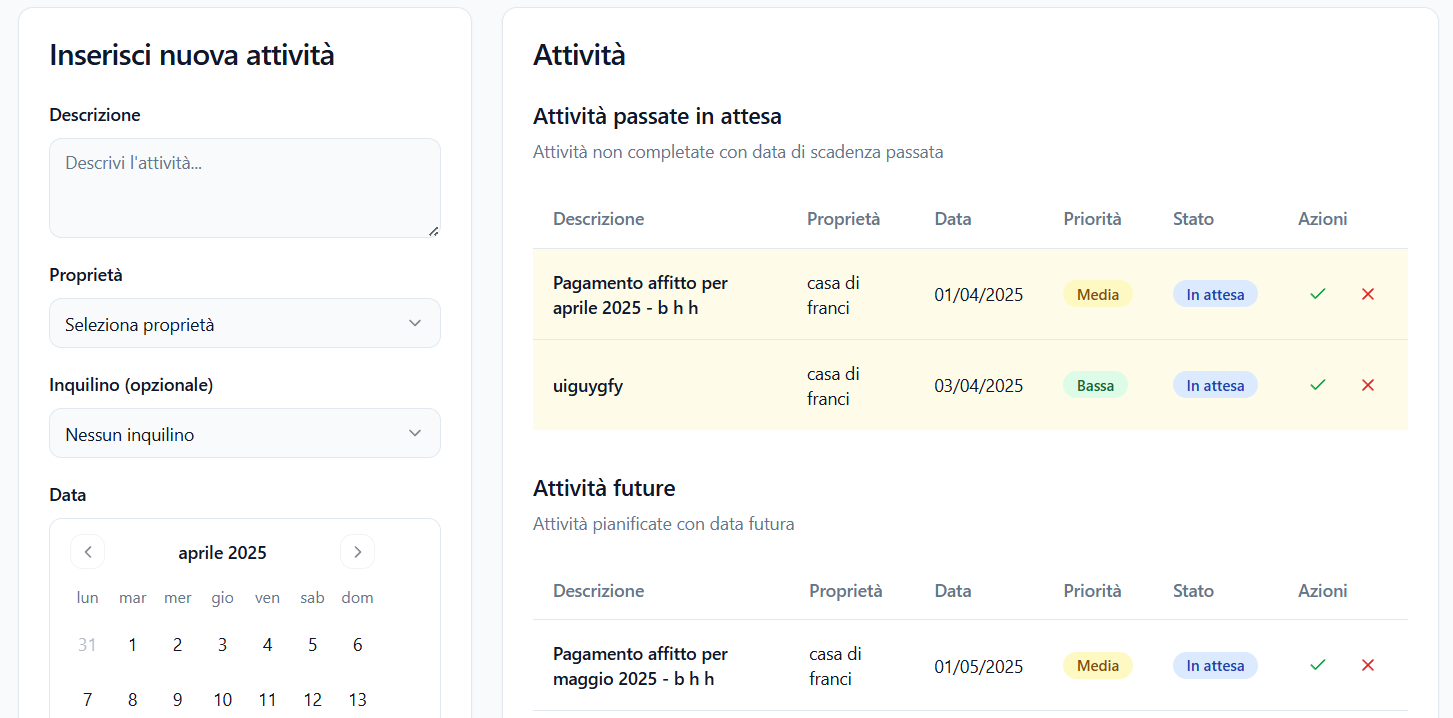 Inserisci nuova attività
Descrizione
Descrivi l'attività...
Proprietà
Seleziona proprietà
Inquilino (opzionale)
Nessun inquilino
Data
aprile 2025
lun mar mer gio ven sab dom
31 1 2 3 4 5 6
7 8 9 10 11 12 13
Attività
Attività passate in attesa
Attività non completate con data di scadenza passata
Descrizione Proprietà Data Priorità Stato Azioni
Pagamento affitto per
aprile 2025 - b h h
casa di
franci
01/04/2025 Media In attesa
uiguygfy
casa di
franci
03/04/2025 Bassa In attesa
Attività future
Attività pianificate con data futura
Descrizione Proprietà Data Priorità Stato Azioni
Pagamento affitto per
maggio 2025 - b h h
casa di
franci
01/05/2025 Media In attesa